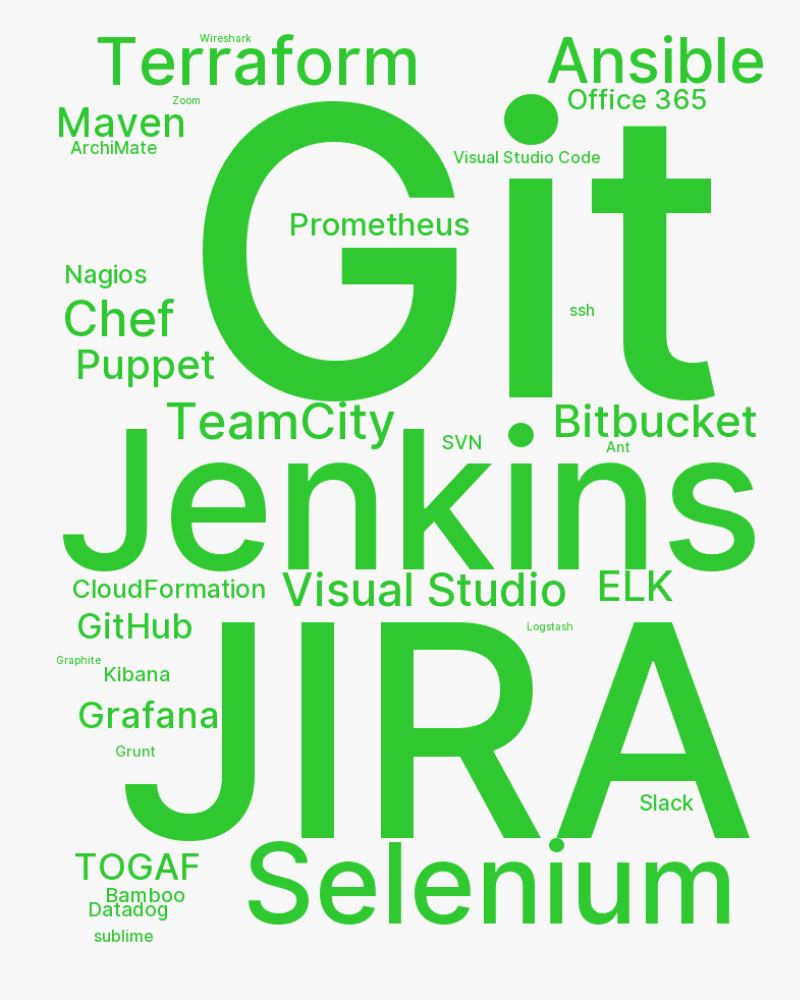 Wireshark
Terraform
Ansible
Zoom
Office 365
Maven
ArchiMate
Git
Visual Studio Code
Prometheus
Nagios
Chef
ssh
Puppet
TeamCity
Bitbucket
SVN
Ant
Jenkins
CloudFormation
Visual Studio
ELK
GitHub
Logstash
Graphite
Kibana
JIRA
Grafana
Grunt
Slack
TOGAF
Selenium
Bamboo
Datadog
sublime